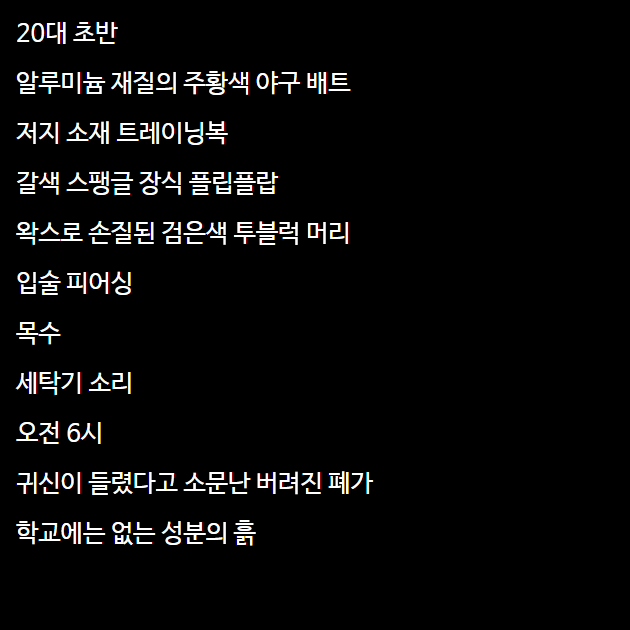 20대 초반
알루미늄 재질의 주황색 야구 배트
저지 소재 트레이닝복
갈색 스팽글 장식 플립플랍
왁스로 손질된 검은색 투블럭 머리
입술 피어싱
목수
세탁기 소리
오전 6시
귀신이 들렸다고 소문난 버려진 폐가
학교에는 없는 성분의 흙